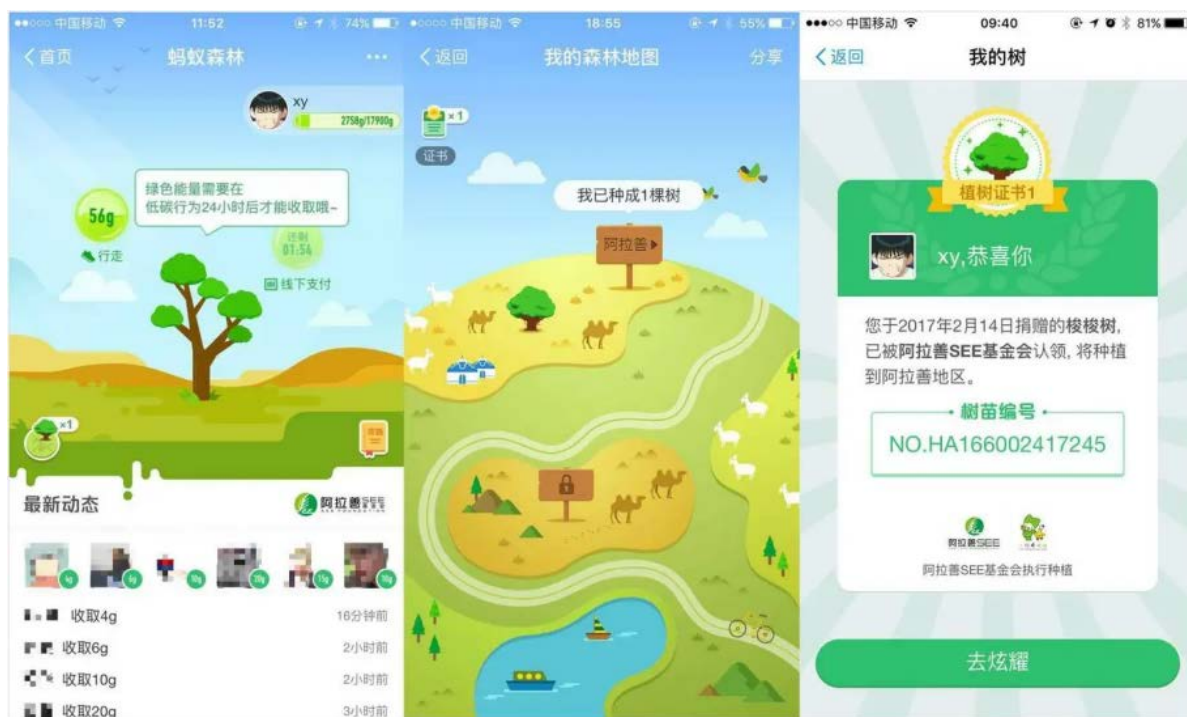 中国移动
11:52
74%
首页
蚂蚁森林
xy
2758g/17900g
绿色能量需要在
低碳行为24小时后才能收取哦~
56g
行走
还剩
01:54
线下支付
×1
最新动态
阿拉善SEE
6g
6g
10g
20g
15g
10g
收取4g
16分钟前
收取6g
2小时前
收取10g
2小时前
收取20g
3小时前
中国移动
18:55
55%
返回
我的森林地图
分享
×1
证书
我已种成1棵树
阿拉善
中国移动
09:40
81%
返回
我的树
植树证书1
xy,恭喜你
您于2017年2月14日捐赠的梭梭树,
已被阿拉善SEE基金会认领, 将种植
到阿拉善地区。
树苗编号
NO.HA166002417245
阿拉善SEE
阿拉善SEE基金会执行种植
去炫耀